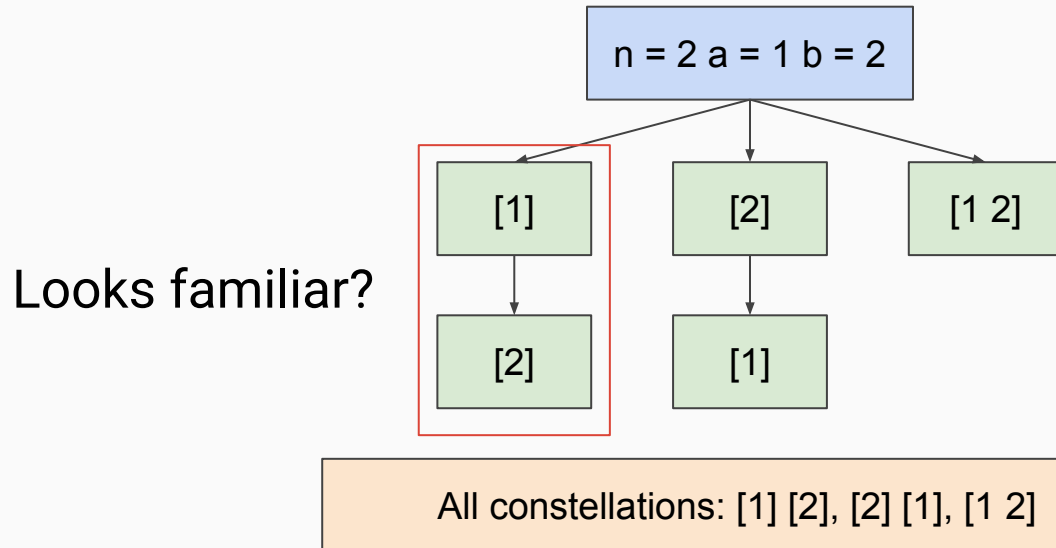 n = 2 a = 1 b = 2
[1]
[2]
[1 2]
Looks familiar?
[2]
[1]
All constellations: [1] [2], [2] [1], [1 2]